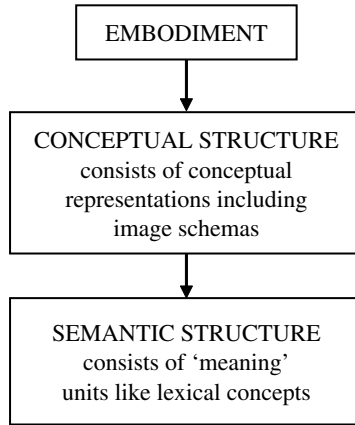 EMBODIMENT
CONCEPTUAL STRUCTURE
consists of conceptual
representations including
image schemas
SEMANTIC STRUCTURE
consists of ‘meaning’
units like lexical concepts